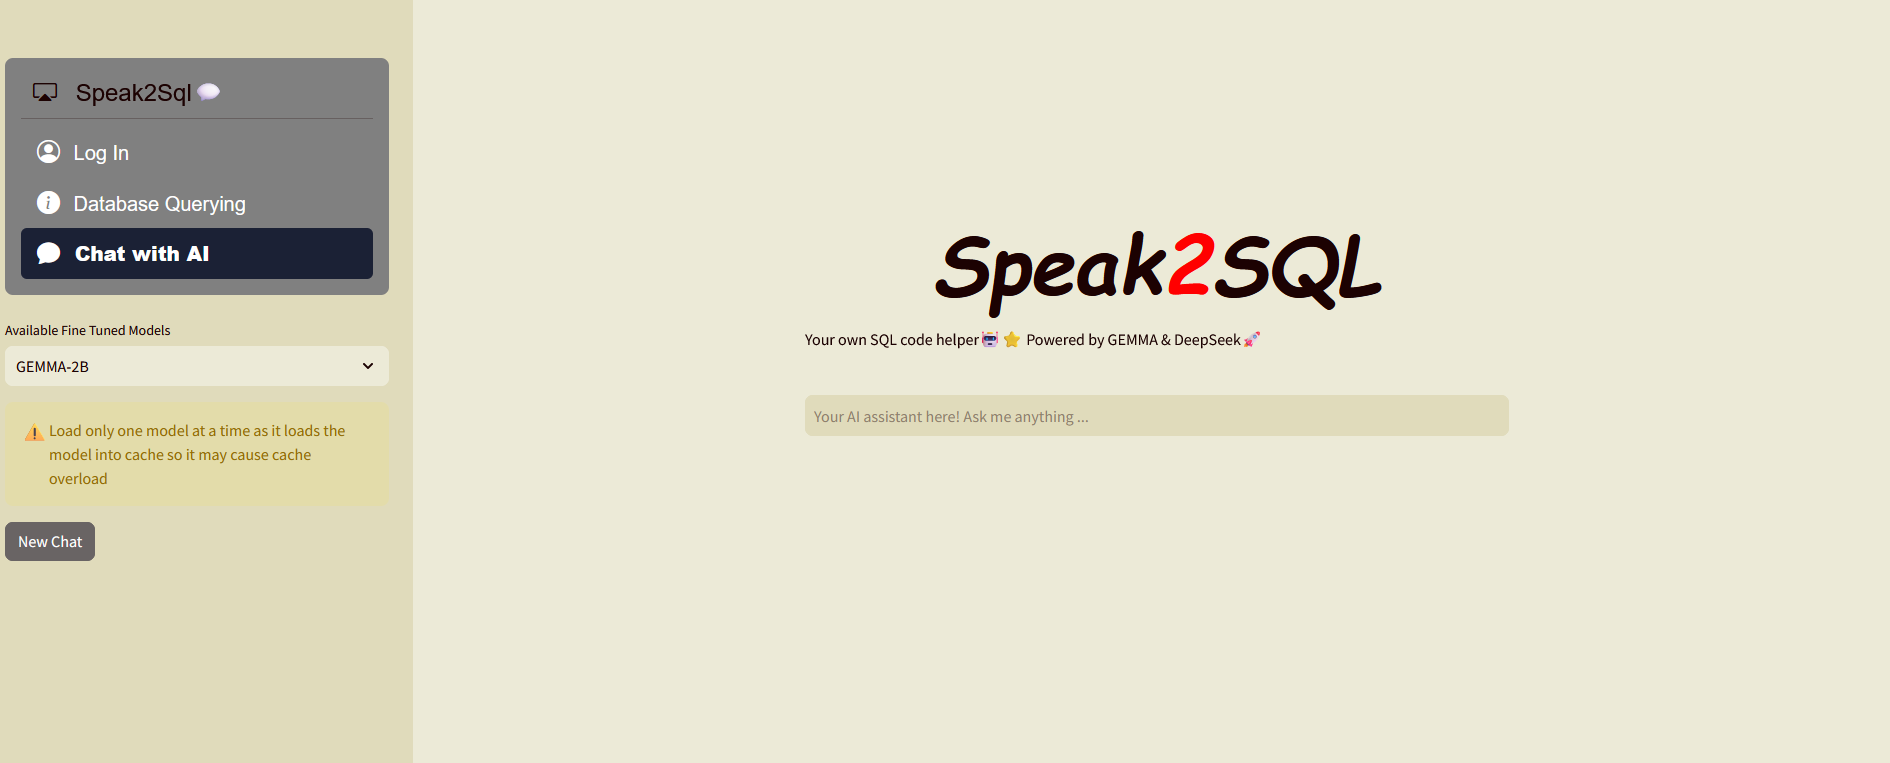 Speak2Sql
Log In
Database Querying
Chat with AI
Available Fine Tuned Models
GEMMA-2B
Load only one model at a time as it loads the
model into cache so it may cause cache
overload
New Chat
Speak2SQL
Your own SQL code helper🤖⭐ Powered by GEMMA & DeepSeek🚀
Your AI assistant here! Ask me anything ...